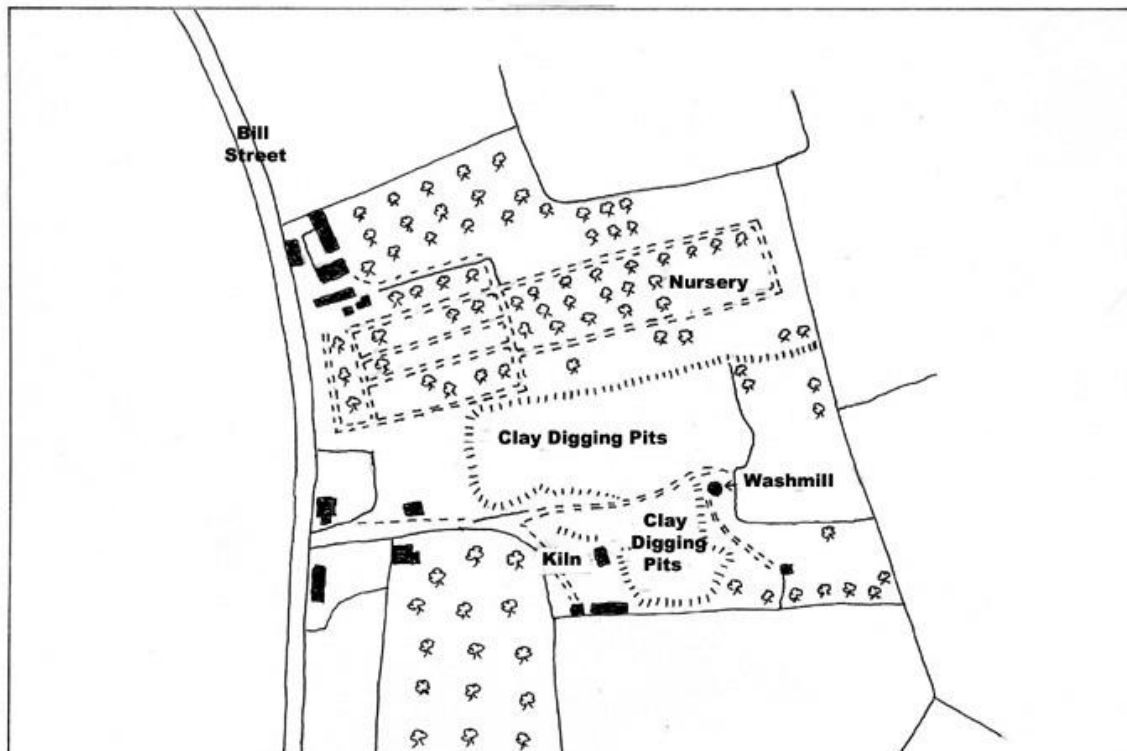 Bill
Street
Nursery
Clay Digging Pits
Washmill
Clay
Digging
Pits
Kiln